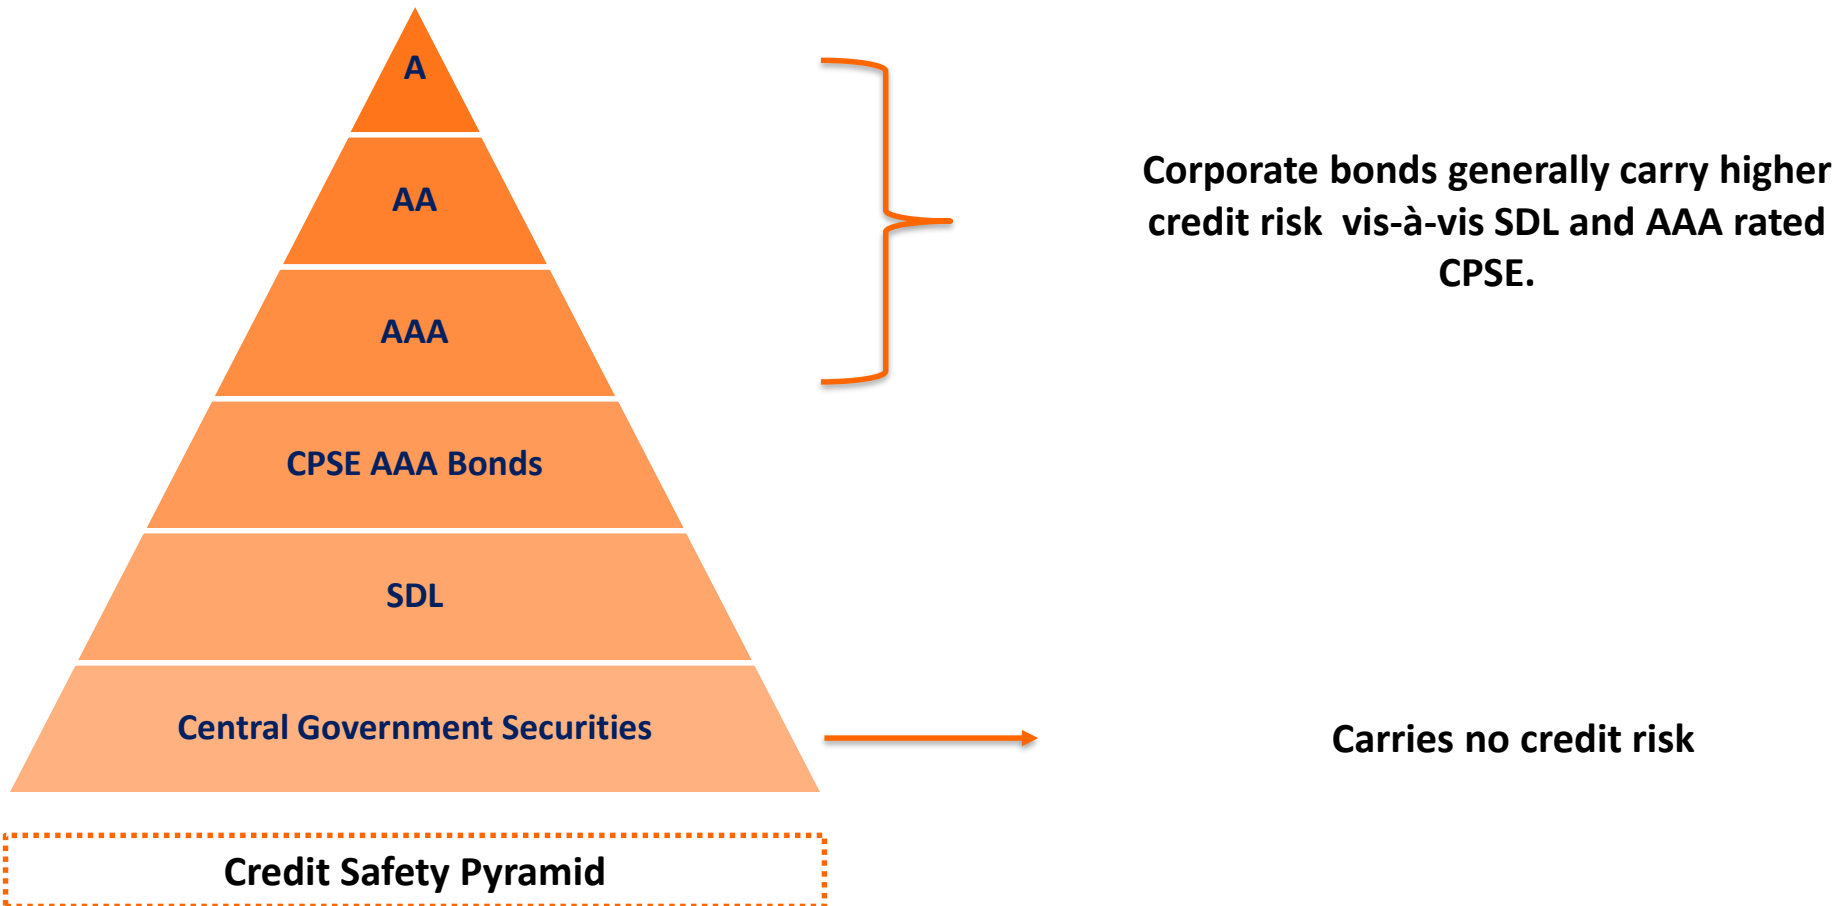 A
AA
AAA
CPSE AAA Bonds
SDL
Central Government Securities
Credit Safety Pyramid
Corporate bonds generally carry higher
credit risk vis-à-vis SDL and AAA rated
CPSE.
Carries no credit risk